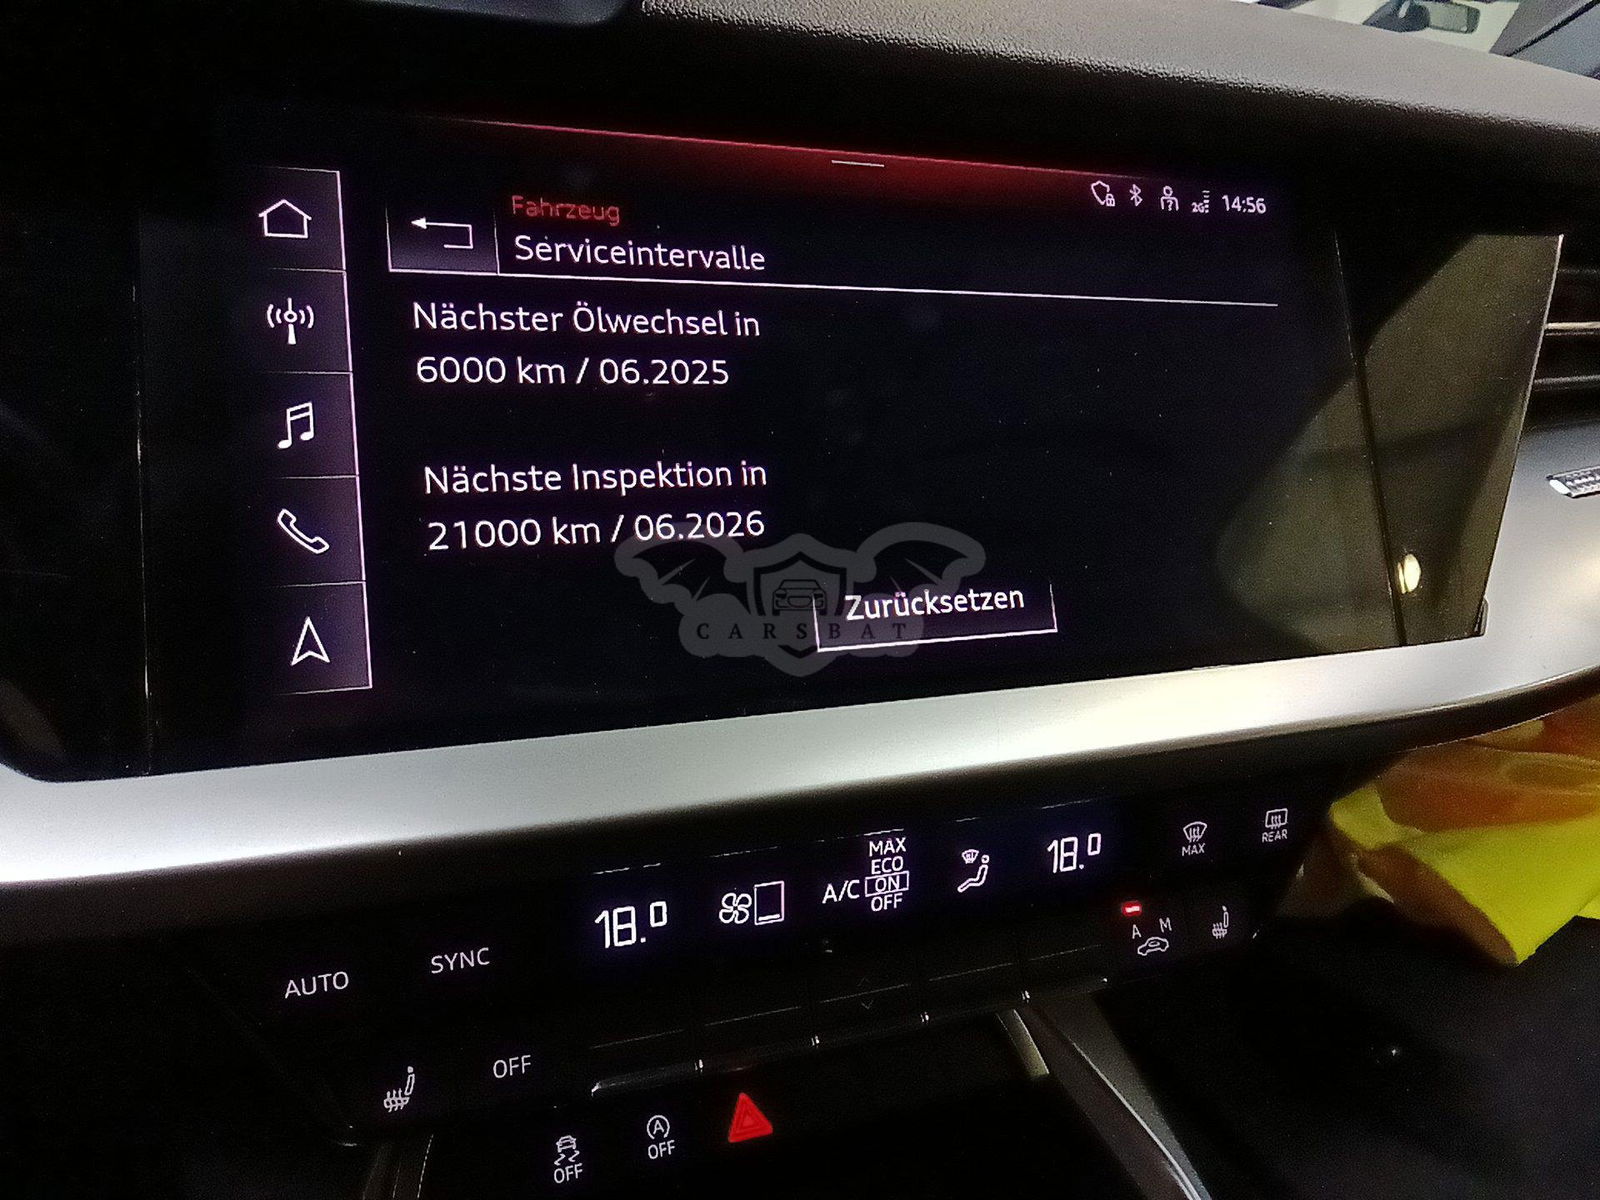 Fahrzeug
2G 14:56
Serviceintervalle
Nächster Ölwechsel in
6000 km / 06.2025
Nächste Inspektion in
21000 km / 06.2026
Zurücksetzen
CARSBAT
MAX
ECO
A/C ON
OFF
18.0
18.0
MAX
REAR
AUTO
SYNC
A M
OFF
OFF
A
OFF